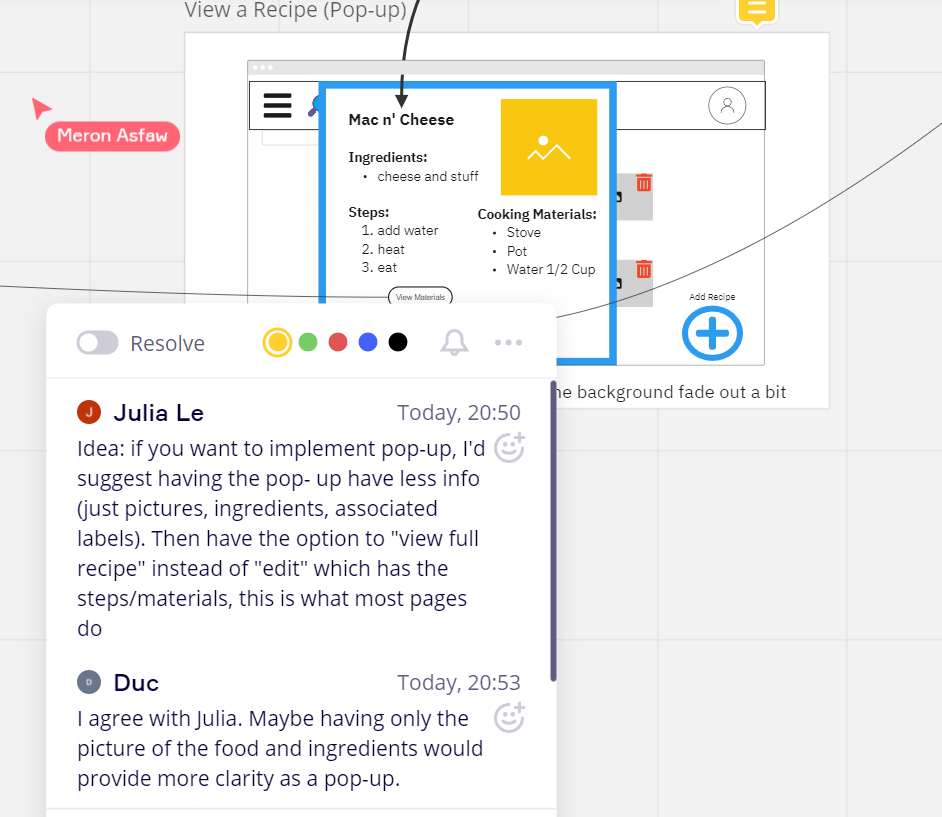 View a Recipe (Pop-up)
Meron Asfaw
Mac n' Cheese
Ingredients:
• cheese and stuff
Steps:
1. add water
2. heat
3. eat
Cooking Materials:
• Stove
• Pot
• Water 1/2 Cup
View Materials
Add Recipe
background fade out a bit
Resolve
J
Julia Le
Today, 20:50
Idea: if you want to implement pop-up, I'd
suggest having the pop- up have less info
(just pictures, ingredients, associated
labels). Then have the option to "view full
recipe" instead of "edit" which has the
steps/materials, this is what most pages
do
D
Duc
Today, 20:53
I agree with Julia. Maybe having only the
picture of the food and ingredients would
provide more clarity as a pop-up.